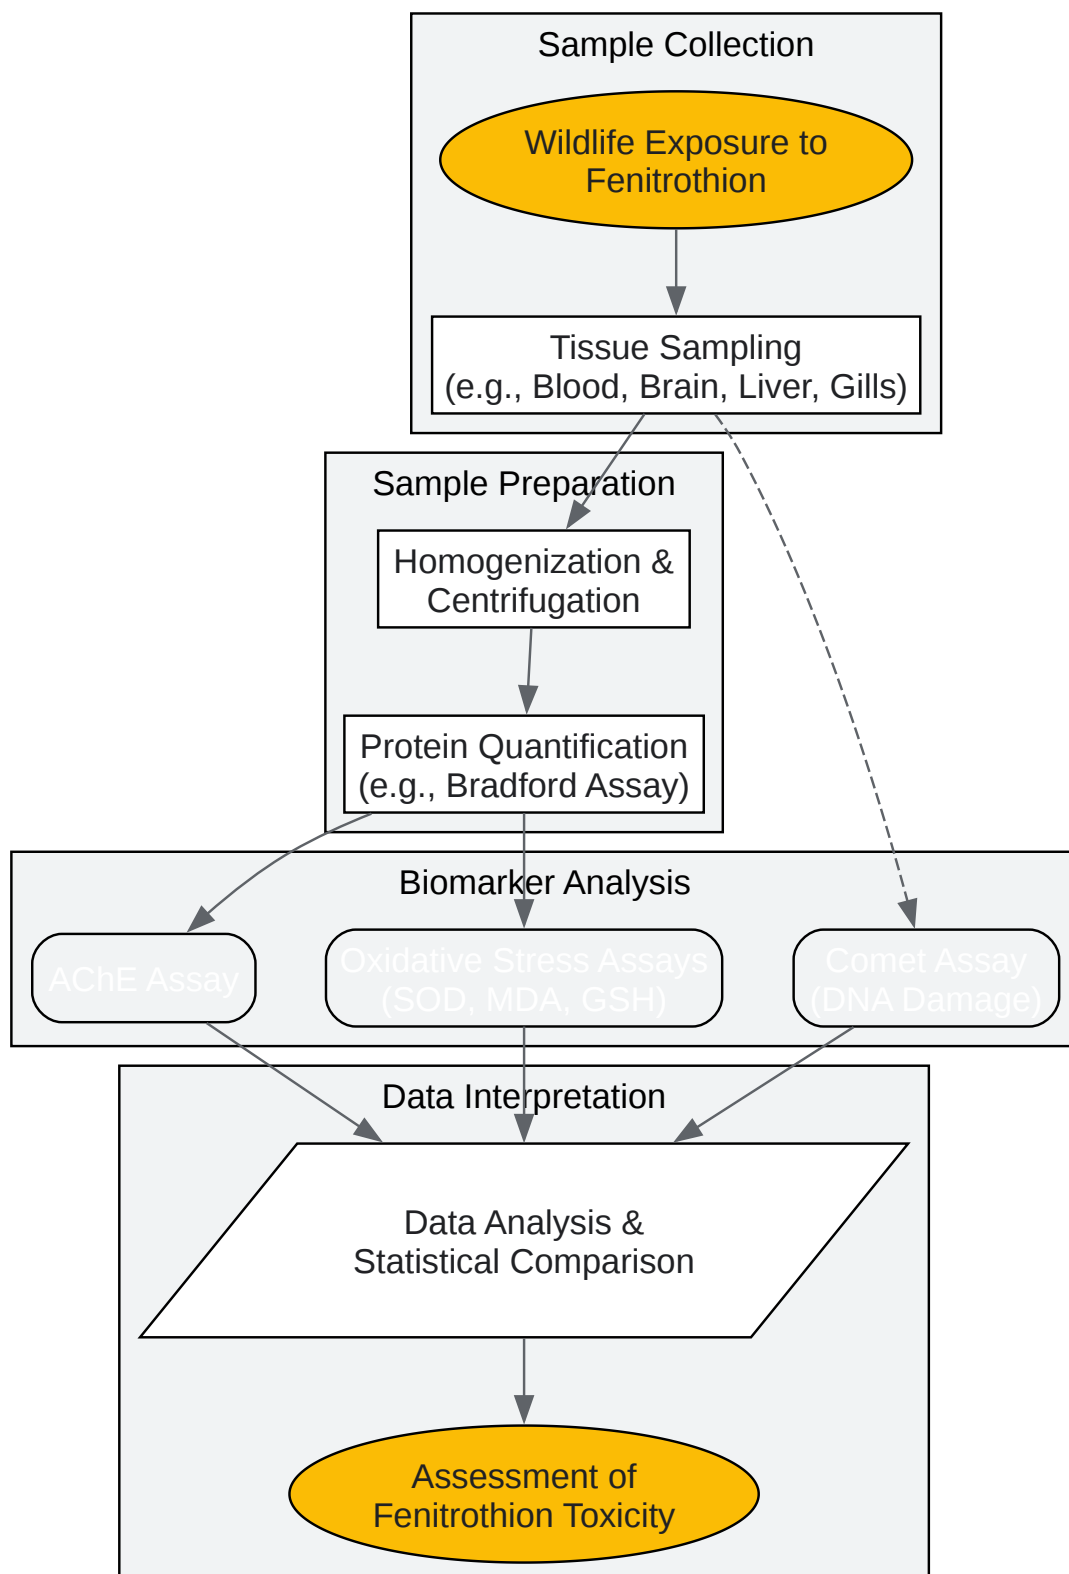 Sample Collection
Wildlife Exposure to
Fenitrothion
Tissue Sampling
(e.g., Blood, Brain, Liver, Gills)
Sample Preparation
Homogenization &
Centrifugation
Protein Quantification
(e.g., Bradford Assay)
Biomarker Analysis
AChE Assay
Oxidative Stress Assays
(SOD, MDA, GSH)
Comet Assay
(DNA Damage)
Data Interpretation
Data Analysis &
Statistical Comparison
Assessment of
Fenitrothion Toxicity